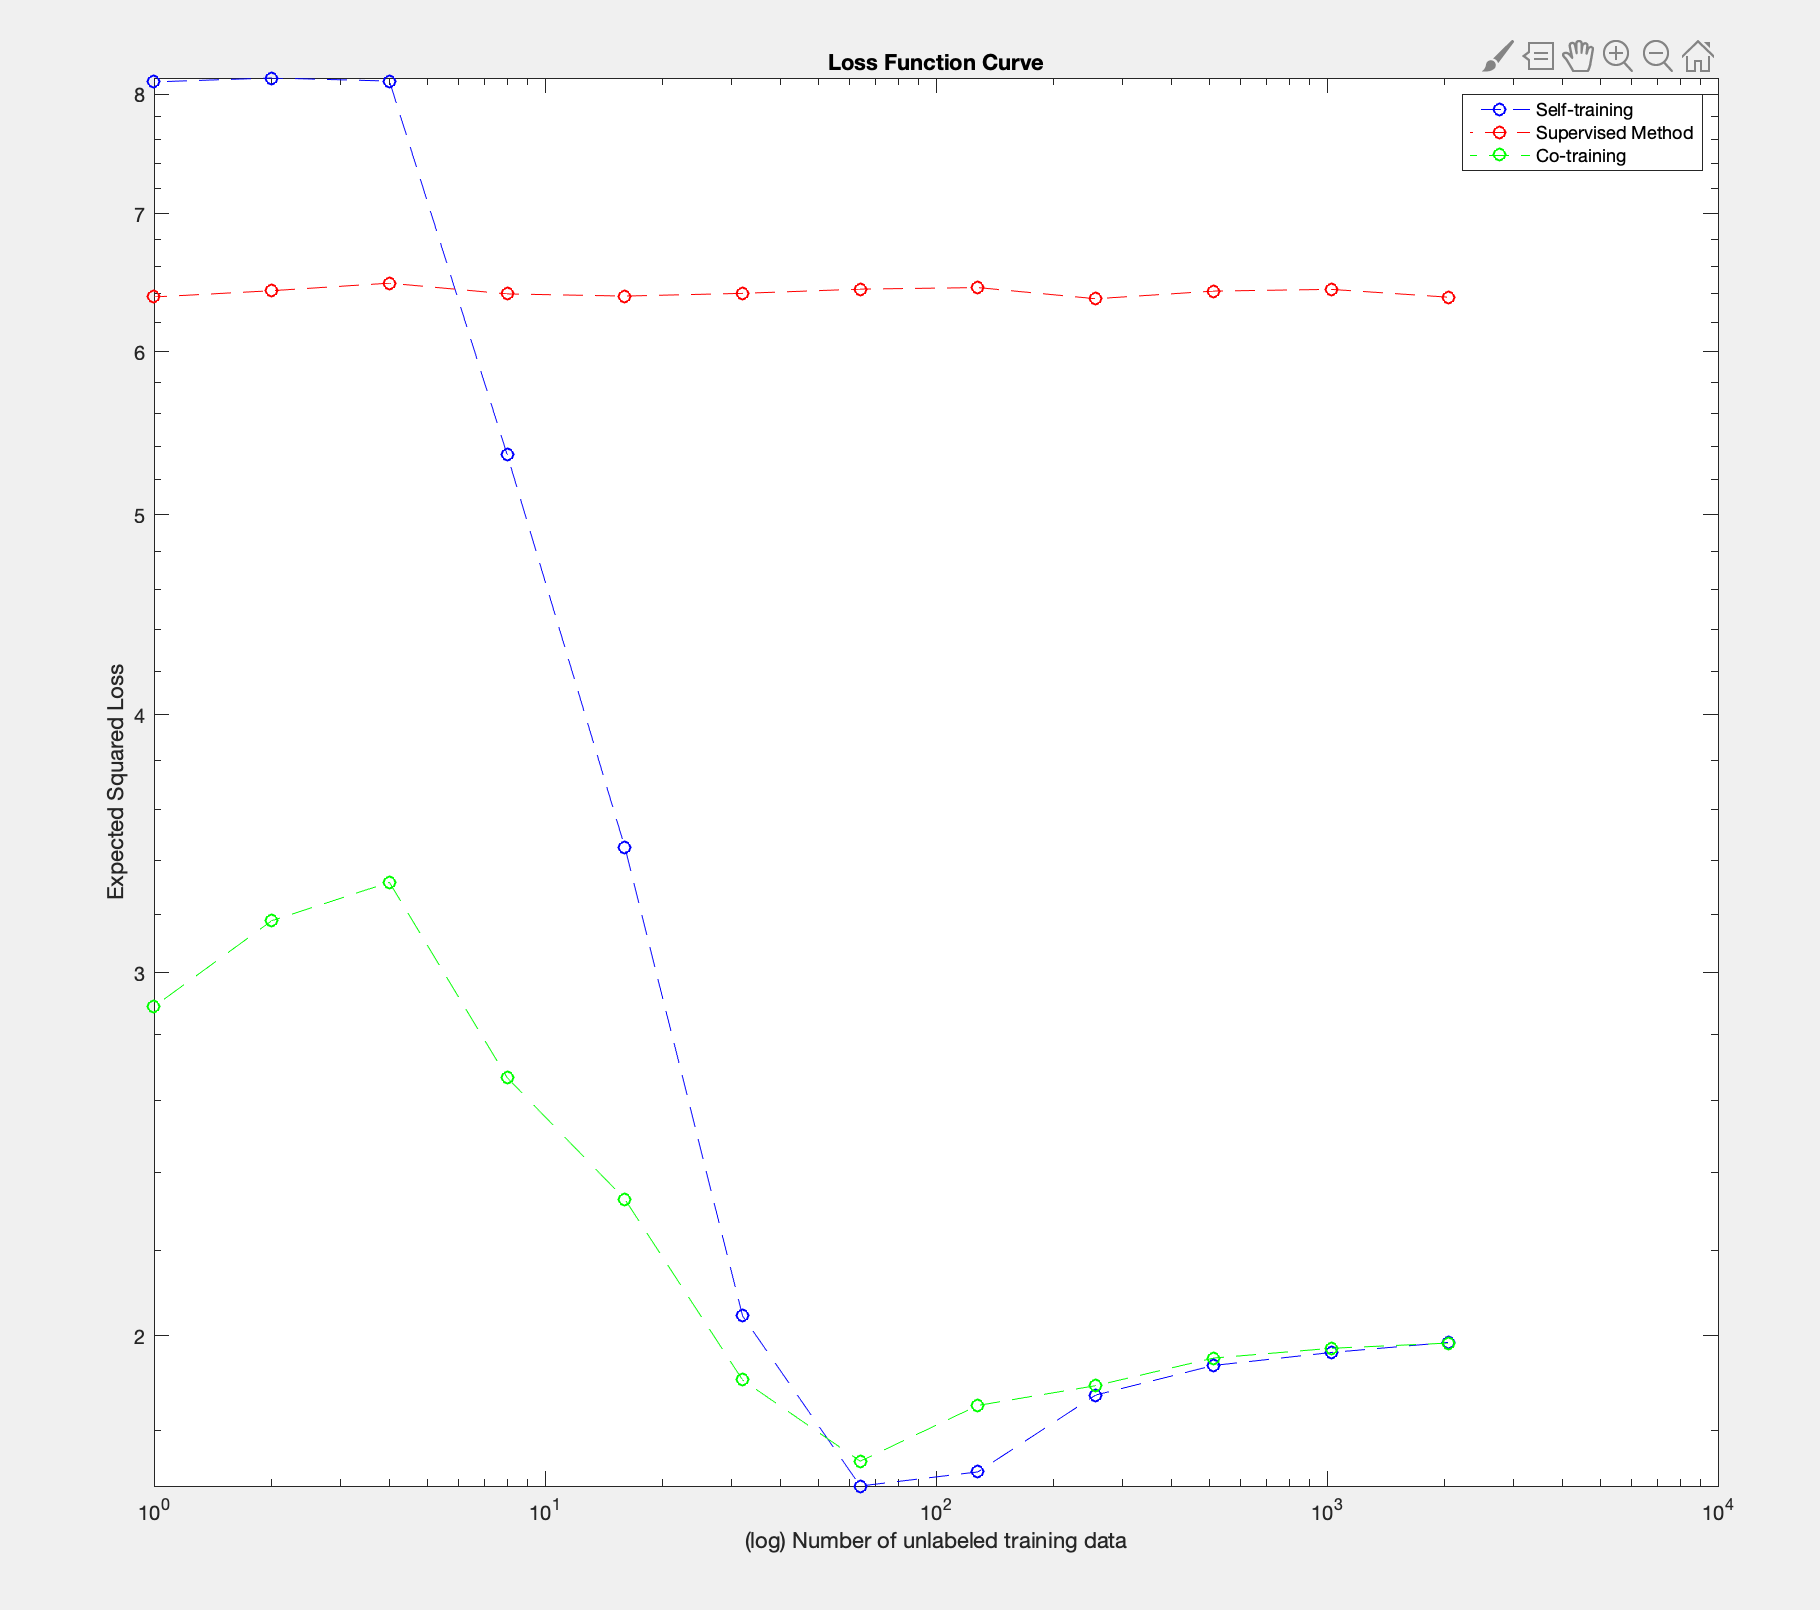 Loss Function Curve
Self-training
Supervised Method
Co-training
8
7
6
5
4
3
2
Expected Squared Loss
10^0
10^1
10^2
10^3
10^4
(log) Number of unlabeled training data